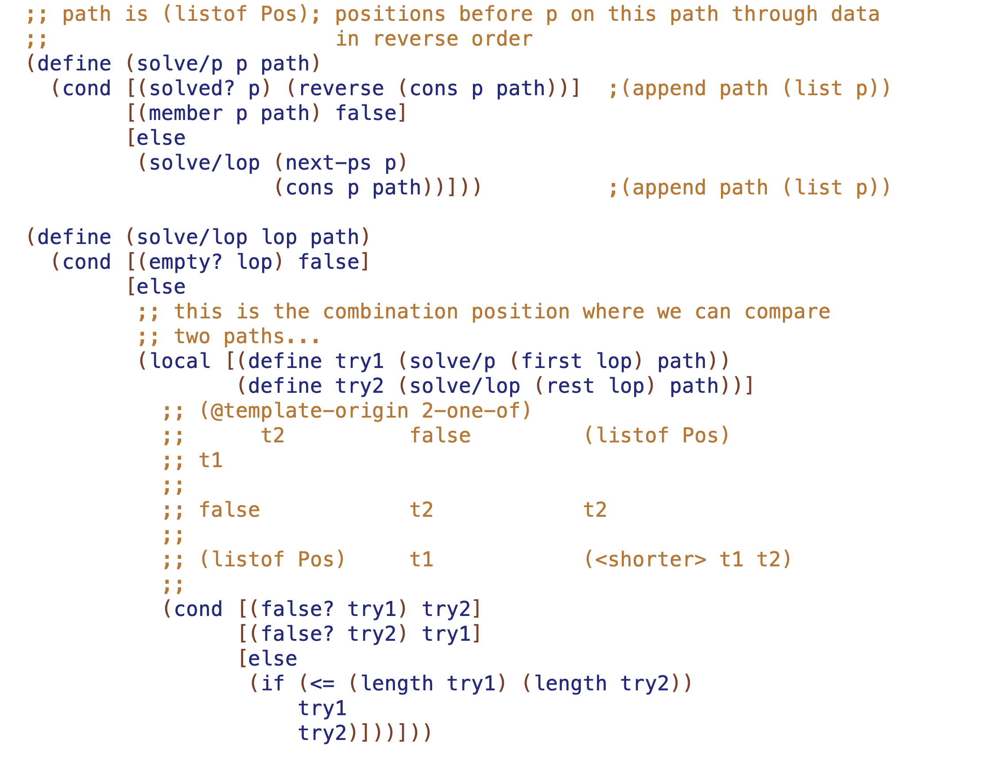 ;; path is (listof Pos); positions before p on this path through data
;;                       in reverse order
(define (solve/p p path)
  (cond [(solved? p) (reverse (cons p path))]  ;(append path (list p))
        [(member p path) false]
        [else
         (solve/lop (next-ps p)
                    (cons p path))]))          ;(append path (list p))

(define (solve/lop lop path)
  (cond [(empty? lop) false]
        [else
         ;; this is the combination position where we can compare
         ;; two paths...
         (local [(define try1 (solve/p (first lop) path))
                 (define try2 (solve/lop (rest lop) path))]
           ;; (@template-origin 2-one-of)
           ;;      t2          false         (listof Pos)
           ;; t1
           ;;
           ;; false            t2            t2
           ;;
           ;; (listof Pos)     t1            (<shorter> t1 t2)
           ;;
           (cond [(false? try1) try2]
                 [(false? try2) try1]
                 [else
                  (if (<= (length try1) (length try2))
                      try1
                      try2)]))]))